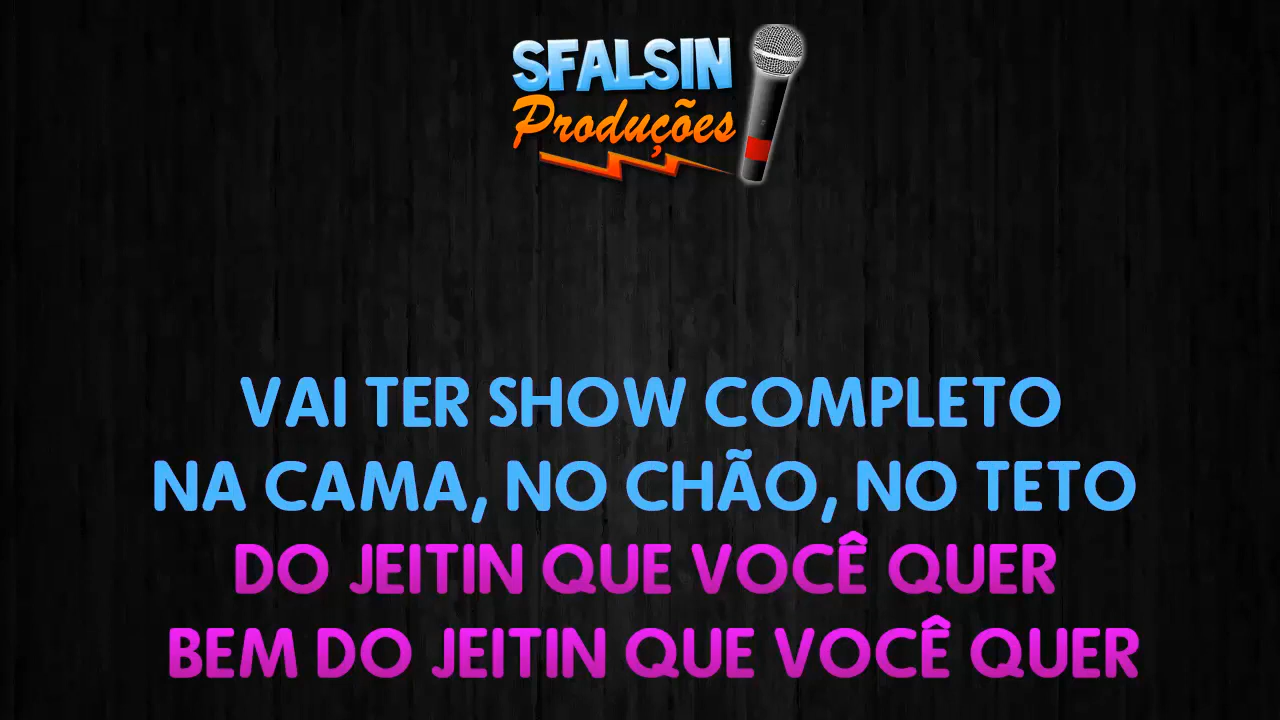 SFALSIN
Produções
VAI TER SHOW COMPLETO
NA CAMA, NO CHÃO, NO TETO
DO JEITIN QUE VOCÊ QUER
BEM DO JEITIN QUE VOCÊ QUER